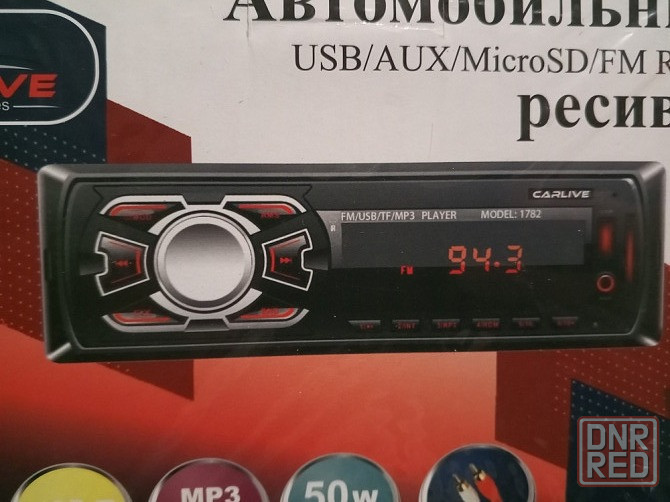 Автомобильн
USB/AUX/MicroSD/FM R
ресив
VE
CARLIVE
FM/USB/TF/MP3 PLAYER MODEL: 1782
94.3
FM
MP3
50w
DNR
RED